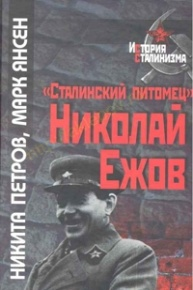 История
сталинизма
«Сталинский питомец»
Николай
Ежов
Никита Петров, Марк Янсен